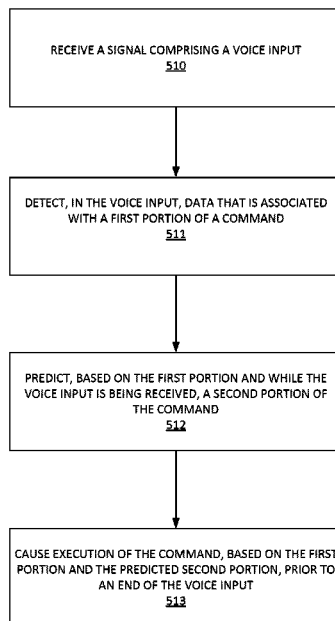 RECEIVE A SIGNAL COMPRISING A VOICE INPUT
510
DETECT, IN THE VOICE INPUT, DATA THAT IS ASSOCIATED
WITH A FIRST PORTION OF A COMMAND
511
PREDICT, BASED ON THE FIRST PORTION AND WHILE THE
VOICE INPUT IS BEING RECEIVED, A SECOND PORTION OF
THE COMMAND
512
CAUSE EXECUTION OF THE COMMAND, BASED ON THE FIRST
PORTION AND THE PREDICTED SECOND PORTION, PRIOR TO
AN END OF THE VOICE INPUT
513